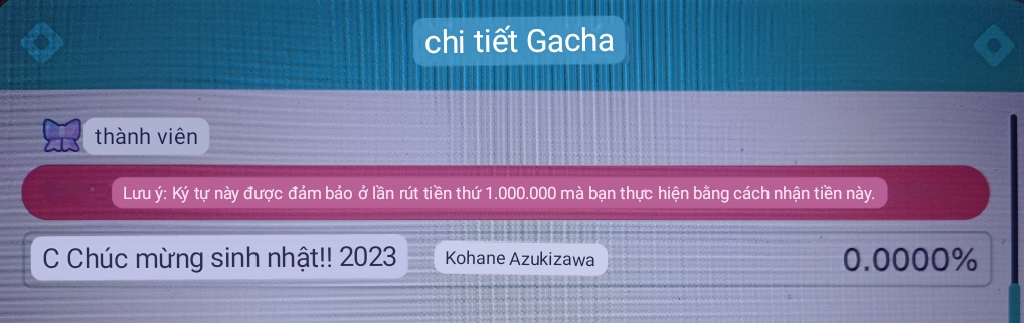 chi tiết Gacha
thành viên
Lưu ý: Ký tự này được đảm bảo ở lần rút tiền thứ 1.000.000 mà bạn thực hiện bằng cách nhận tiền này.
C Chúc mừng sinh nhật!! 2023 Kohane Azukizawa 0.0000%